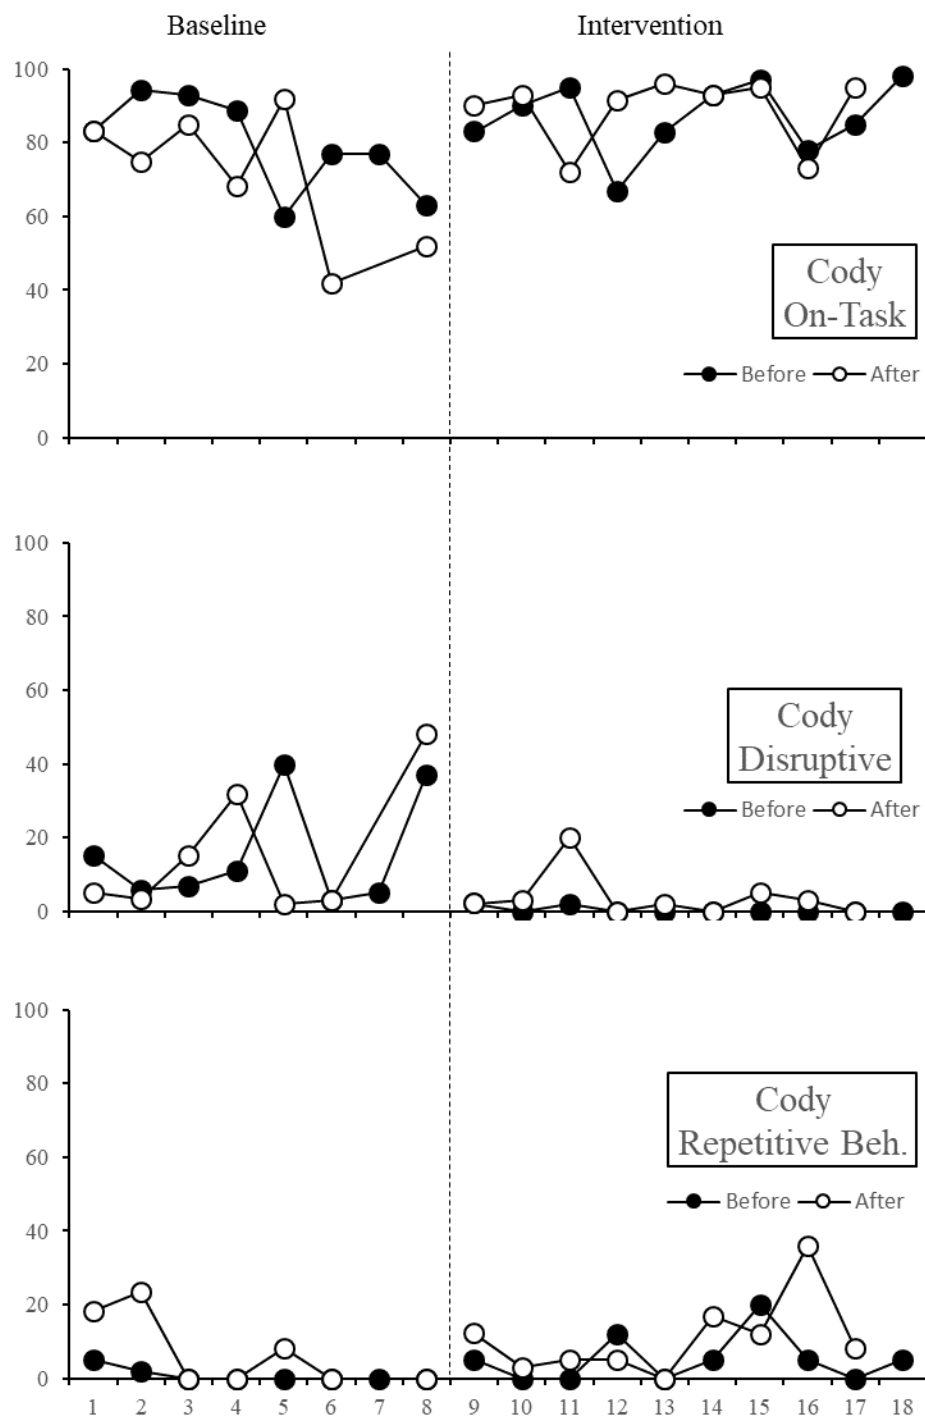 Baseline Intervention
100
80
60
40
20
0
Cody
On-Task
Before After
100
80
60
40
20
0
Cody
Disruptive
Before After
100
80
60
40
20
0
Cody
Repetitive Beh.
Before After
1 2 3 4 5 6 7 8 9 10 11 12 13 14 15 16 17 18